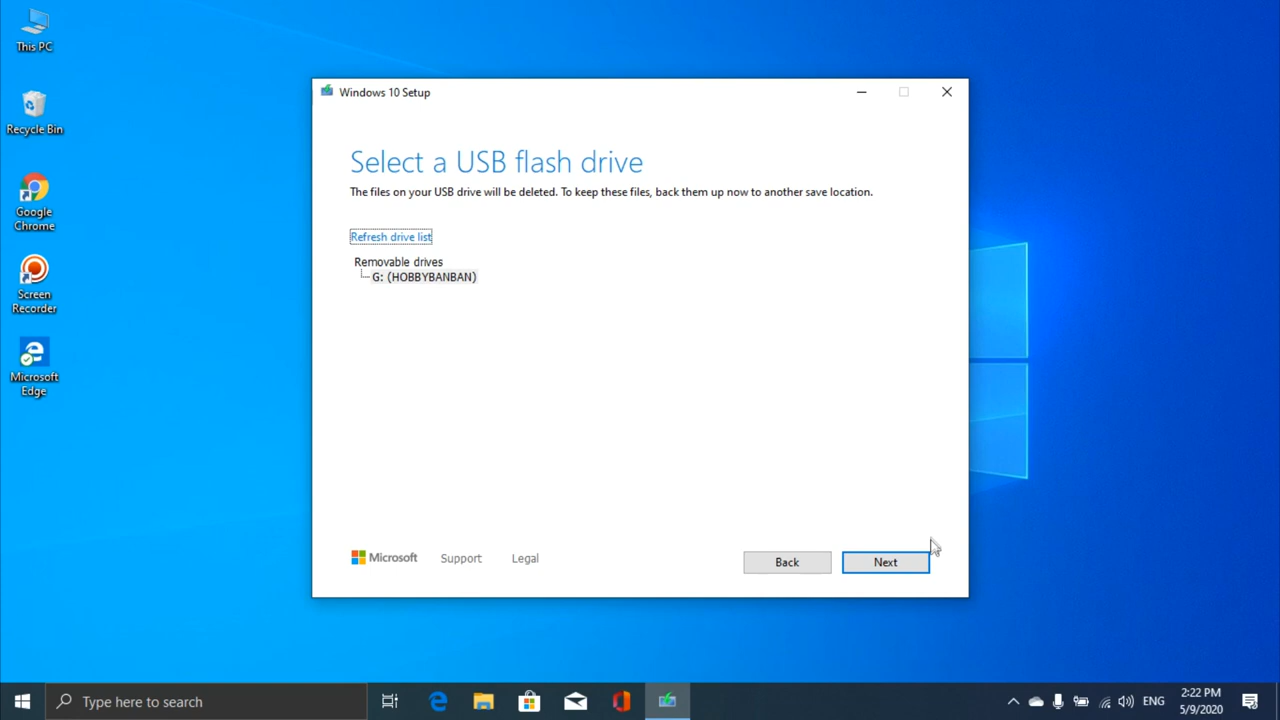 This PC
Recycle Bin
Google
Chrome
Screen
Recorder
Microsoft
Edge
Windows 10 Setup
Select a USB flash drive
The files on your USB drive will be deleted. To keep these files, back them up now to another save location.
Refresh drive list
Removable drives
G: (HOBBYBANBAN)
Microsoft Support Legal
Back Next
Type here to search
ENG
2:22 PM
5/9/2020